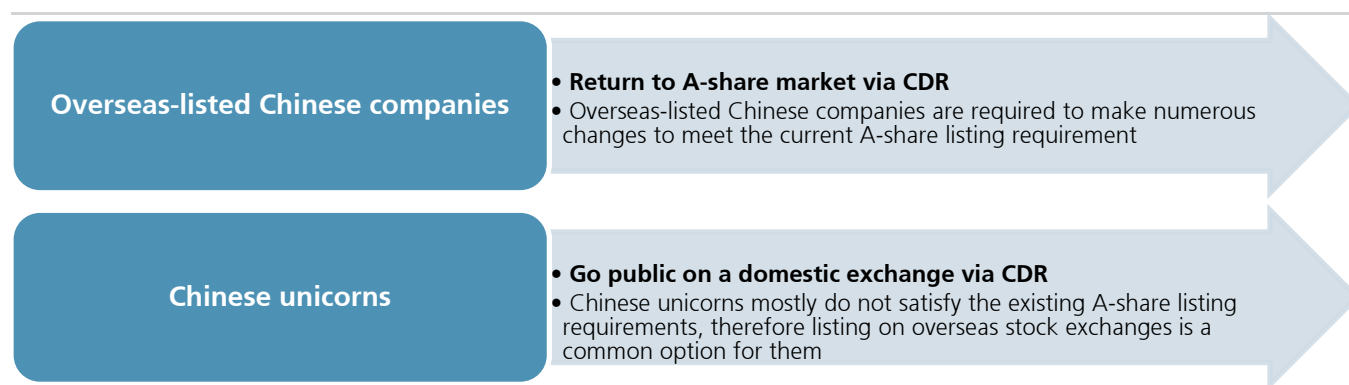 Overseas-listed Chinese companies
• Return to A-share market via CDR
• Overseas-listed Chinese companies are required to make numerous
changes to meet the current A-share listing requirement
Chinese unicorns
• Go public on a domestic exchange via CDR
• Chinese unicorns mostly do not satisfy the existing A-share listing
requirements, therefore listing on overseas stock exchanges is a
common option for them